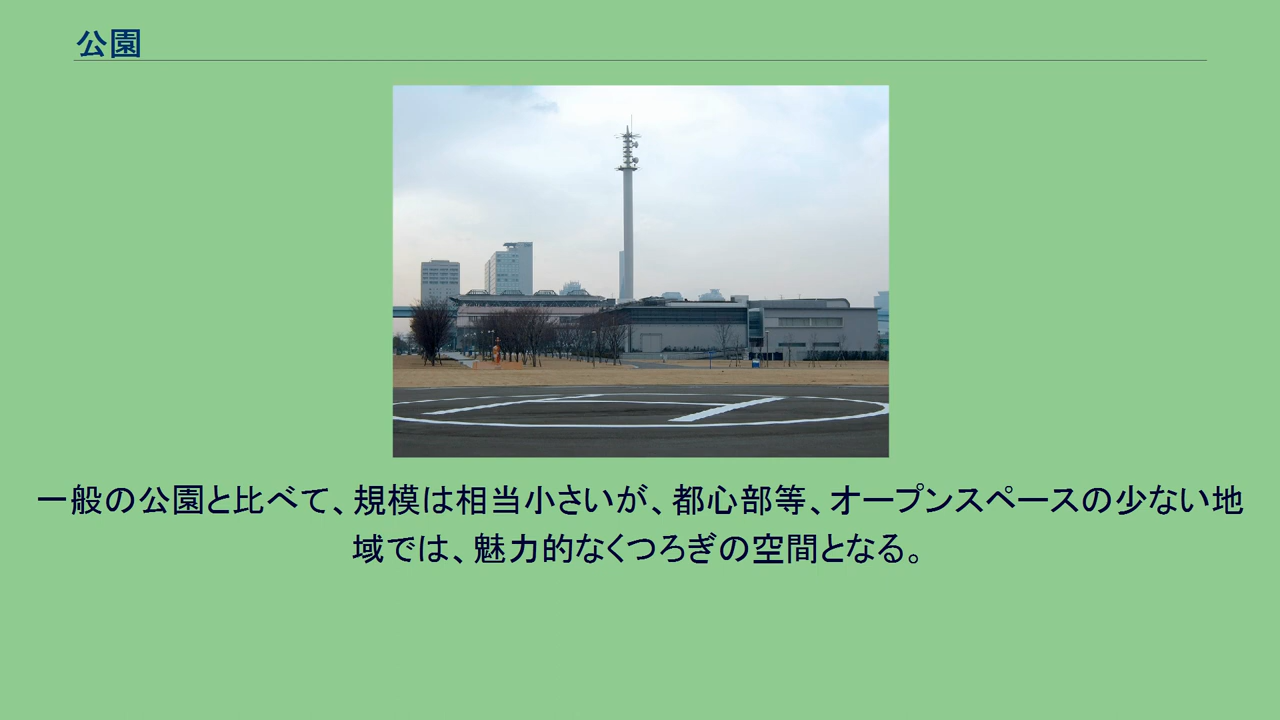 公園
一般の公園と比べて、規模は相当小さいが、都心部等、オープンスペースの少ない地
域では、魅力的なくつろぎの空間となる。